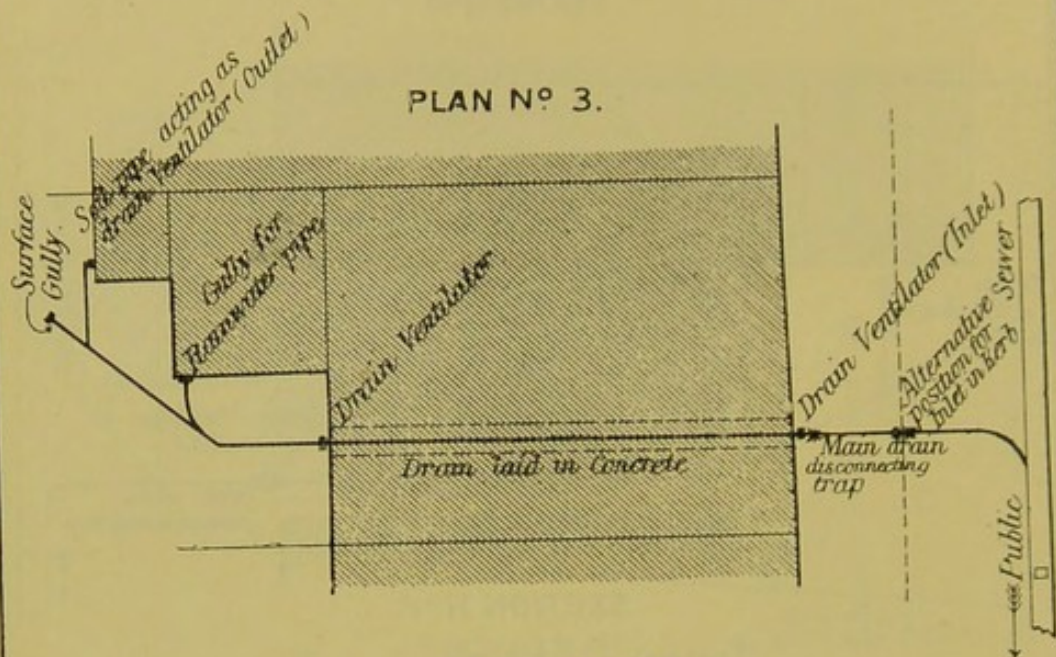 PLAN Nº 3.
Soil pipe acting as
drain Ventilator (Outlet)
Surface
Gully
Gully for
Rainwater pipe
Drain Ventilator
Drain laid in Concrete
Drain Ventilator (Inlet)
Main drain
disconnecting
trap
Alternative
position for
Inlet in Kerb
Public Sewer